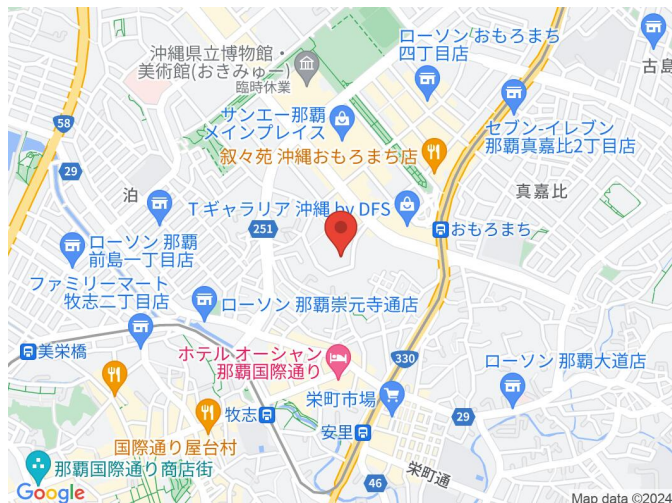 沖縄県立博物館・
美術館(おきみゅー)
臨時休業
ローソン おもろまち
四丁目店
古島
サンエー那覇
メインプレイス
58
叙々苑 沖縄おもろまち店
セブン-イレブン
那覇真嘉比2丁目店
29
泊
真嘉比
T ギャラリア 沖縄 by DFS
251
おもろまち
ローソン 那覇
前島一丁目店
ファミリーマート
牧志二丁目店
ローソン 那覇崇元寺通店
美栄橋
ホテル オーシャン
那覇国際通り
330
ローソン 那覇大道店
栄町市場
牧志
29
安里
国際通り屋台村
栄町通
那覇国際通り商店街
46
Google
Map data ©2024